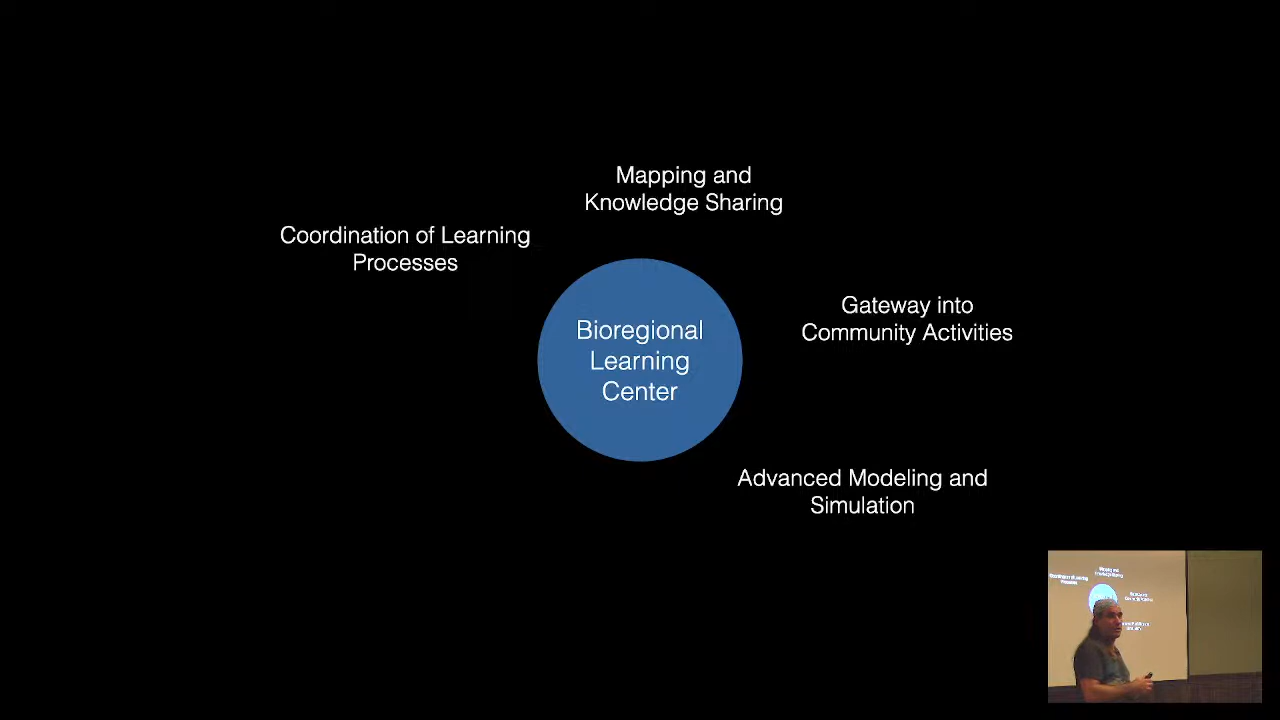 Mapping and
Knowledge Sharing
Coordination of Learning
Processes
Gateway into
Community Activities
Bioregional
Learning
Center
Advanced Modeling and
Simulation